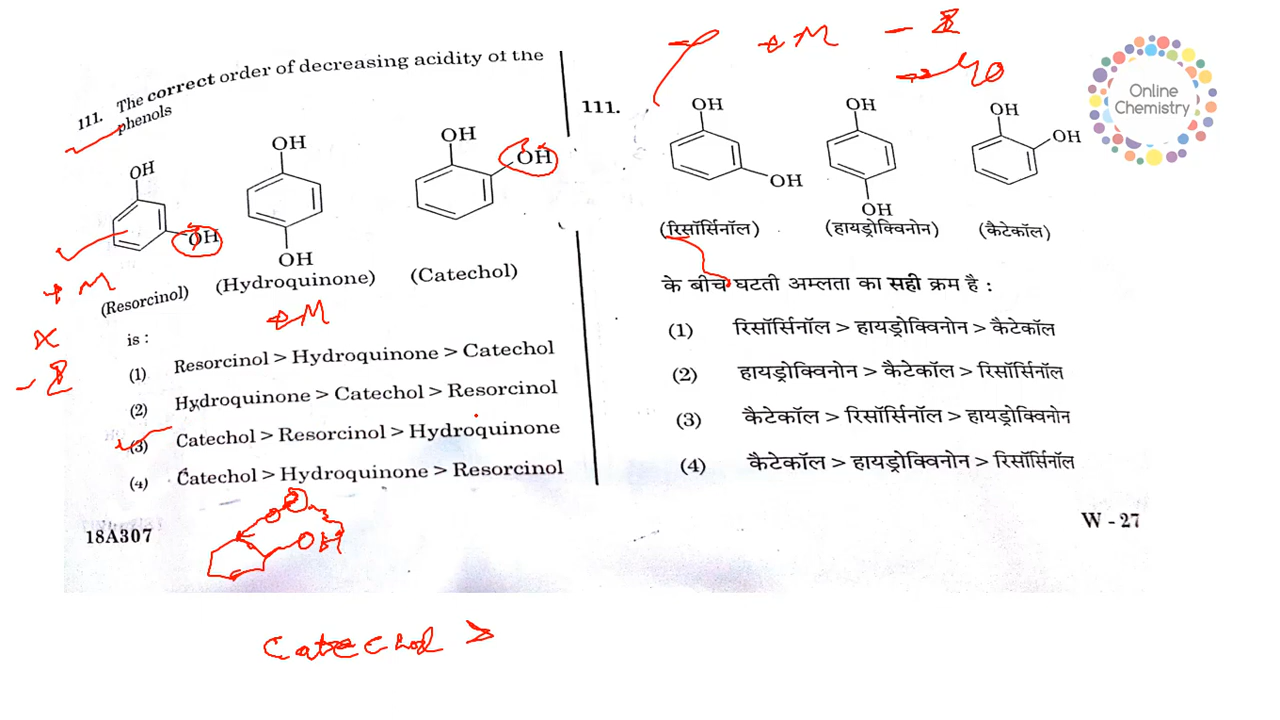 111. The correct order of decreasing acidity of the
phenols
OH
OH
OH
OH
OH
OH
(Resorcinol)
(Hydroquinone)
(Catechol)
+M
+M
- I
is :
(1) Resorcinol > Hydroquinone > Catechol
(2) Hydroquinone > Catechol > Resorcinol
(3) Catechol > Resorcinol > Hydroquinone
(4) Catechol > Hydroquinone > Resorcinol
OH
18A307
Catechol >
+M - I
111.
OH
OH
OH
OH
OH
OH
(रिसॉर्सिनॉल)
(हायड्रोक्विनोन)
(कैटेकॉल)
के बीच घटती अम्लता का सही क्रम है :
(1) रिसॉर्सिनॉल > हायड्रोक्विनोन > कैटेकॉल
(2) हायड्रोक्विनोन > कैटेकॉल > रिसॉर्सिनॉल
(3) कैटेकॉल > रिसॉर्सिनॉल > हायड्रोक्विनोन
(4) कैटेकॉल > हायड्रोक्विनोन > रिसॉर्सिनॉल
W - 27
Online
Chemistry